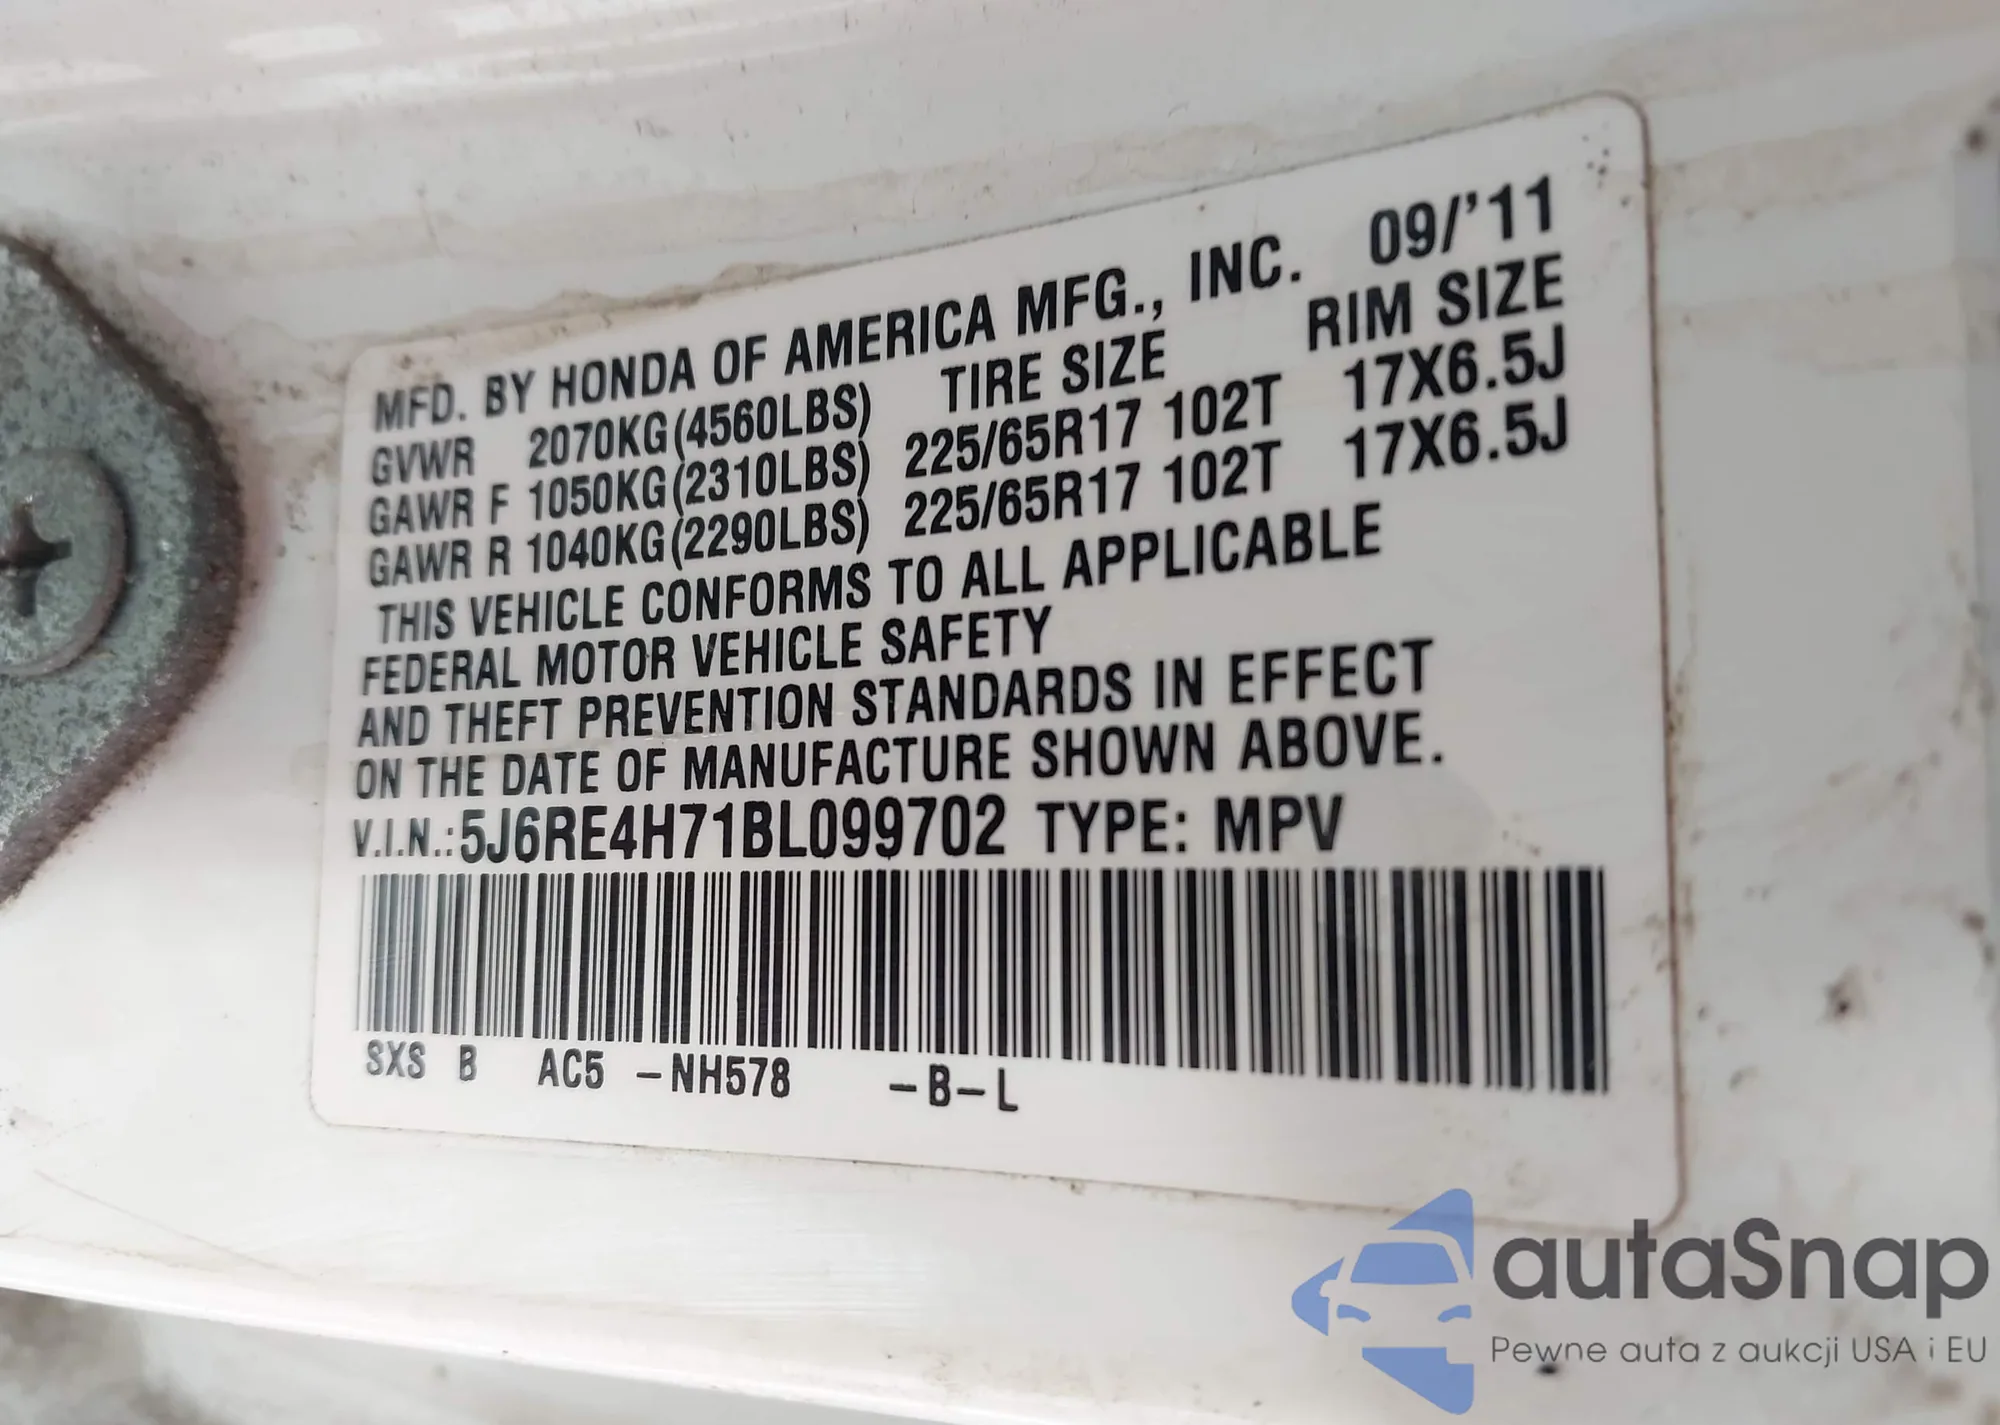 MFD. BY HONDA OF AMERICA MFG., INC. 09/'11
GVWR 2070KG(4560LBS) TIRE SIZE RIM SIZE
GAWR F 1050KG(2310LBS) 225/65R17 102T 17X6.5J
GAWR R 1040KG(2290LBS) 225/65R17 102T 17X6.5J
THIS VEHICLE CONFORMS TO ALL APPLICABLE
FEDERAL MOTOR VEHICLE SAFETY
AND THEFT PREVENTION STANDARDS IN EFFECT
ON THE DATE OF MANUFACTURE SHOWN ABOVE.
V.I.N.:5J6RE4H71BL099702 TYPE: MPV
SXS B AC5 -NH578 -B-L
autaSnap
Pewne auta z aukcji USA i EU